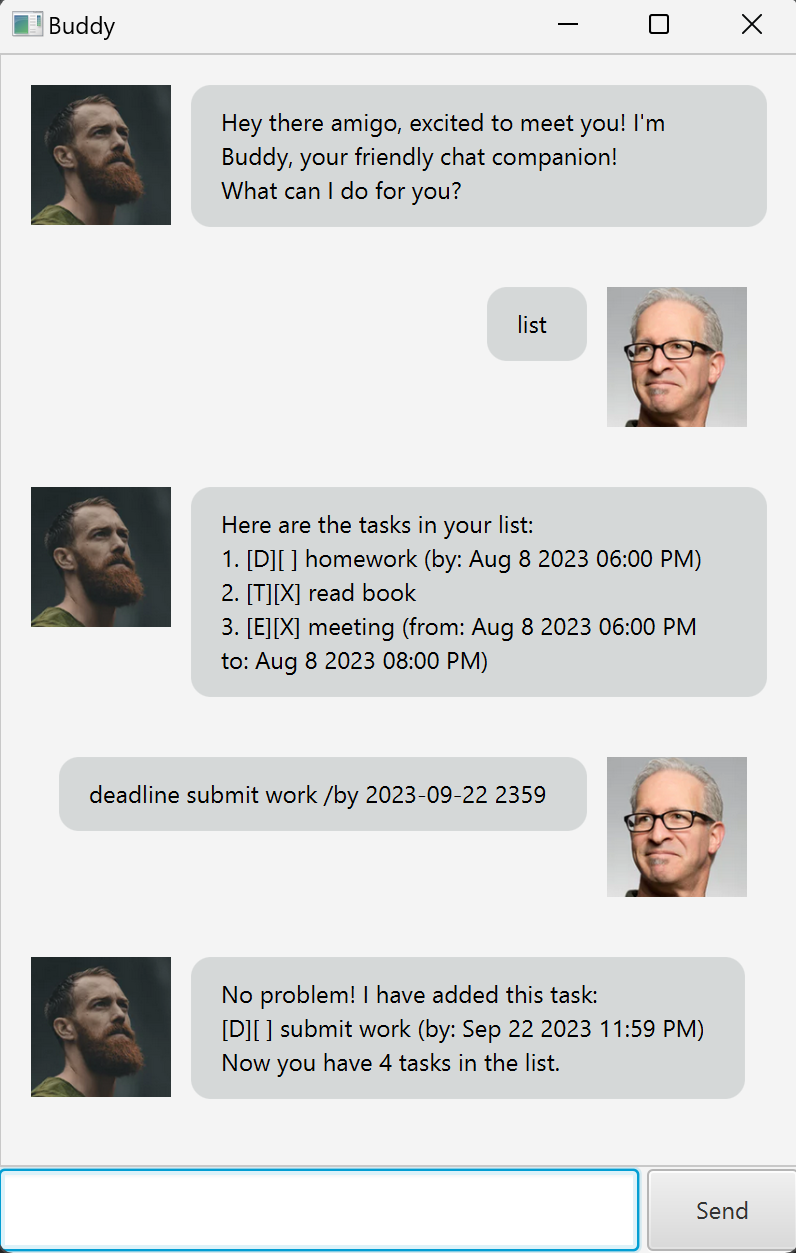 Buddy
Hey there amigo, excited to meet you! I'm
Buddy, your friendly chat companion!
What can I do for you?
list
Here are the tasks in your list:
1. [D][ ] homework (by: Aug 8 2023 06:00 PM)
2. [T][X] read book
3. [E][X] meeting (from: Aug 8 2023 06:00 PM
to: Aug 8 2023 08:00 PM)
deadline submit work /by 2023-09-22 2359
No problem! I have added this task:
[D][ ] submit work (by: Sep 22 2023 11:59 PM)
Now you have 4 tasks in the list.
Send